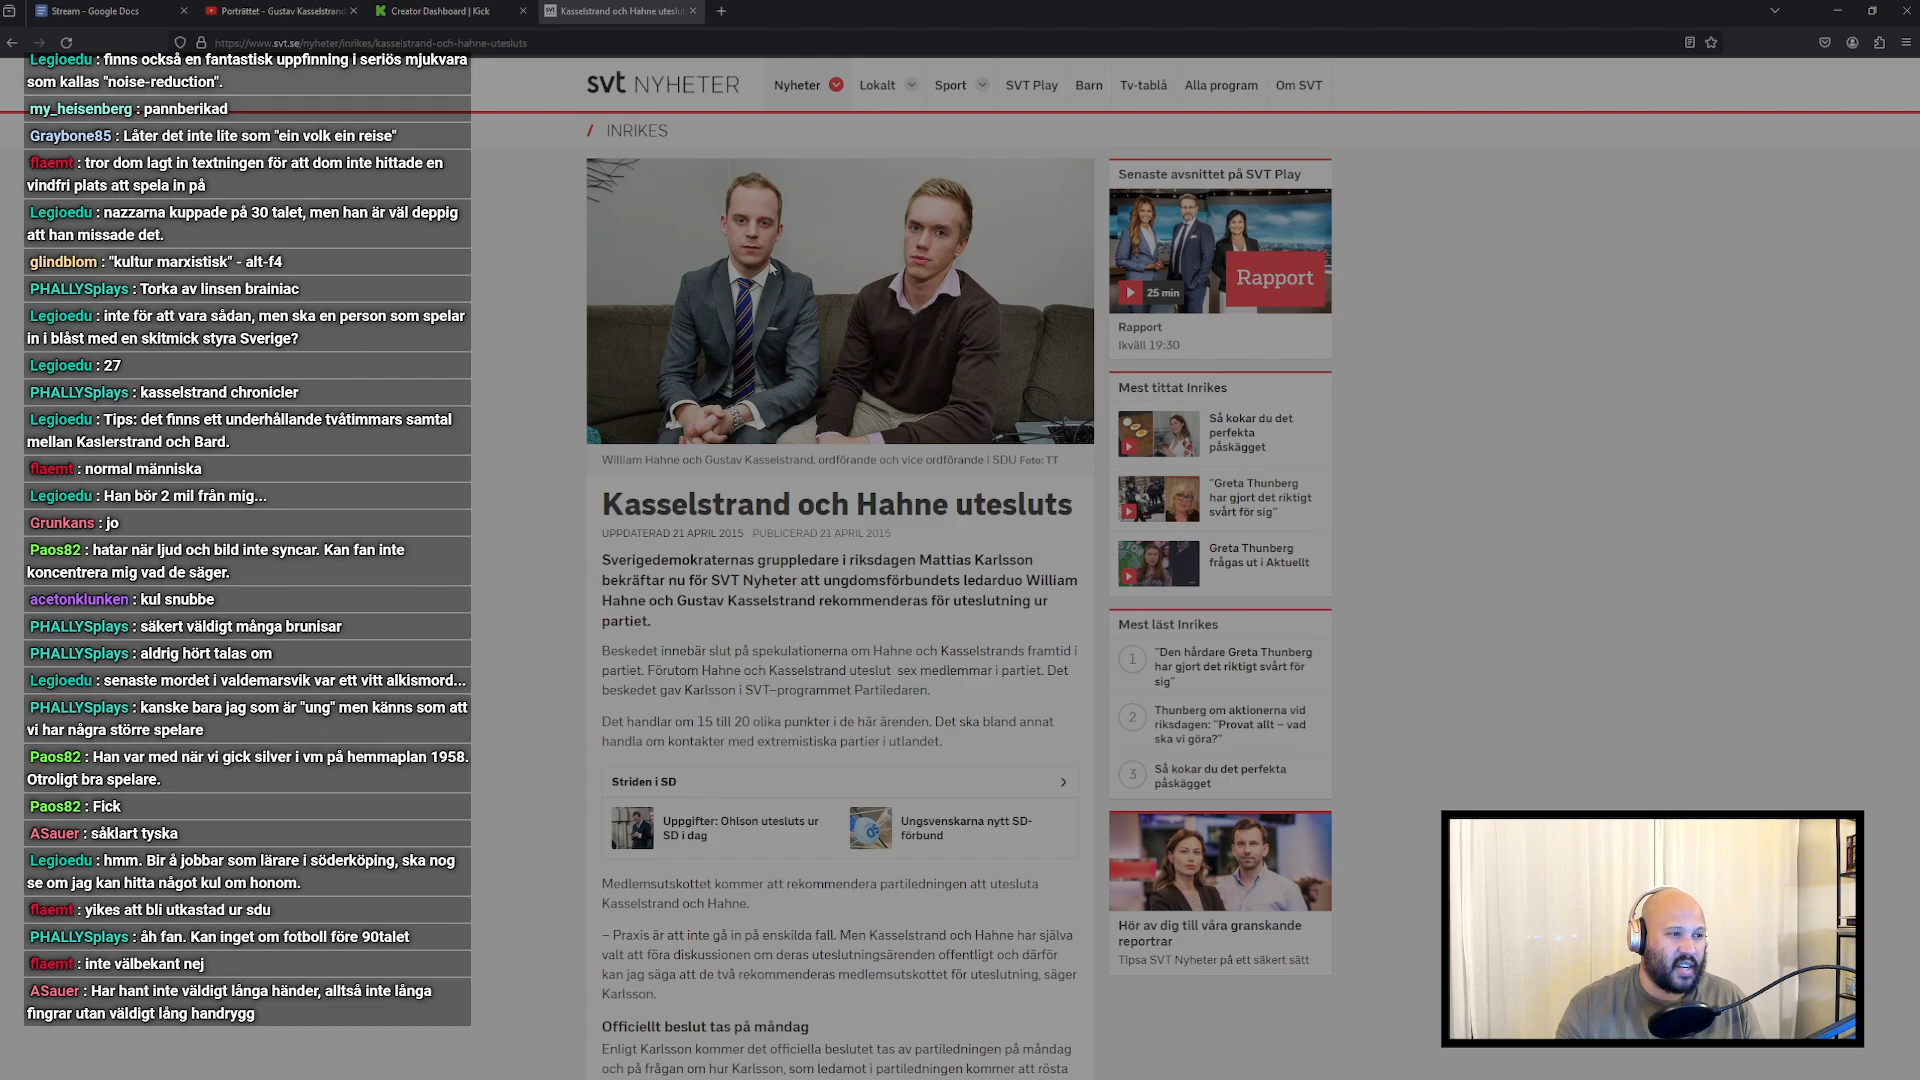 Stream - Google Docs
Porträttet - Gustav Kasselstrand
Creator Dashboard | Kick
Kasselstrand och Hahne uteslut
https://www.svt.se/nyheter/inrikes/kasselstrand-och-hahne-utesluts
Legioedu : finns också en fantastisk uppfinning i seriös mjukvara
som kallas "noise-reduction".
my_heisenberg : pannberikad
Graybone85 : Låter det inte lite som "ein volk ein reise"
flaemt : tror dom lagt in textningen för att dom inte hittade en
vindfri plats att spela in på
Legioedu : nazzarna kuppade på 30 talet, men han är väl deppig
att han missade det.
glindblom : "kultur marxistisk" - alt-f4
PHALLYSplays : Torka av linsen brainiac
Legioedu : inte för att vara sådan, men ska en person som spelar
in i blåst med en skitmick styra Sverige?
Legioedu : 27
PHALLYSplays : kasselstrand chronicler
Legioedu : Tips: det finns ett underhållande tvåtimmars samtal
mellan Kaslerstrand och Bard.
flaemt : normal människa
Legioedu : Han bör 2 mil från mig...
Grunkans : jo
Paos82 : hatar när ljud och bild inte syncar. Kan fan inte
koncentrera mig vad de säger.
acetonklunken : kul snubbe
PHALLYSplays : säkert väldigt många brunisar
PHALLYSplays : aldrig hört talas om
Legioedu : senaste mordet i valdemarsvik var ett vitt alkismord...
PHALLYSplays : kanske bara jag som är "ung" men känns som att
vi har några större spelare
Paos82 : Han var med när vi gick silver i vm på hemmaplan 1958.
Otroligt bra spelare.
Paos82 : Fick
ASauer : såklart tyska
Legioedu : hmm. Bir å jobbar som lärare i söderköping, ska nog
se om jag kan hitta något kul om honom.
flaemt : yikes att bli utkastad ur sdu
PHALLYSplays : åh fan. Kan inget om fotboll före 90talet
flaemt : inte välbekant nej
ASauer : Har hant inte väldigt långa händer, alltså inte långa
fingrar utan väldigt lång handrygg
svt NYHETER
Nyheter
Lokalt
Sport
SVT Play
Barn
Tv-tablå
Alla program
Om SVT
/ INRIKES
William Hahne och Gustav Kasselstrand, ordförande och vice ordförande i SDU Foto: TT
Kasselstrand och Hahne utesluts
UPPDATERAD 21 APRIL 2015 PUBLICERAD 21 APRIL 2015
Sverigedemokraternas gruppledare i riksdagen Mattias Karlsson
bekräftar nu för SVT Nyheter att ungdomsförbundets ledarduo William
Hahne och Gustav Kasselstrand rekommenderas för uteslutning ur
partiet.
Beskedet innebär slut på spekulationerna om Hahne och Kasselstrands framtid i
partiet. Förutom Hahne och Kasselstrand uteslut sex medlemmar i partiet. Det
beskedet gav Karlsson i SVT–programmet Partiledaren.
Det handlar om 15 till 20 olika punkter i de här ärenden. Det ska bland annat
handla om kontakter med extremistiska partier i utlandet.
Striden i SD
Uppgifter: Ohlson utesluts ur
SD i dag
Ungsvenskarna nytt SD-
förbund
Medlemsutskottet kommer att rekommendera partiledningen att utesluta
Kasselstrand och Hahne.
– Praxis är att inte gå in på enskilda fall. Men Kasselstrand och Hahne har själva
valt att föra diskussionen om deras uteslutningsärenden offentligt och därför
kan jag säga att de två rekommenderas medlemsutskottet för uteslutning, säger
Karlsson.
Officiellt beslut tas på måndag
Enligt Karlsson kommer det officiella beslutet tas av partiledningen på måndag
och på frågan om hur Karlsson, som ledamot i partiledningen kommer att rösta
Senaste avsnittet på SVT Play
Rapport
25 min
Rapport
Ikväll 19:30
Mest tittat Inrikes
Så kokar du det
perfekta
påskägget
"Greta Thunberg
har gjort det riktigt
svårt för sig"
Greta Thunberg
frågas ut i Aktuellt
Mest läst Inrikes
1
"Den hårdare Greta Thunberg
har gjort det riktigt svårt för
sig"
2
Thunberg om aktionerna vid
riksdagen: "Provat allt – vad
ska vi göra?"
3
Så kokar du det perfekta
påskägget
Hör av dig till våra granskande
reportrar
Tipsa SVT Nyheter på ett säkert sätt